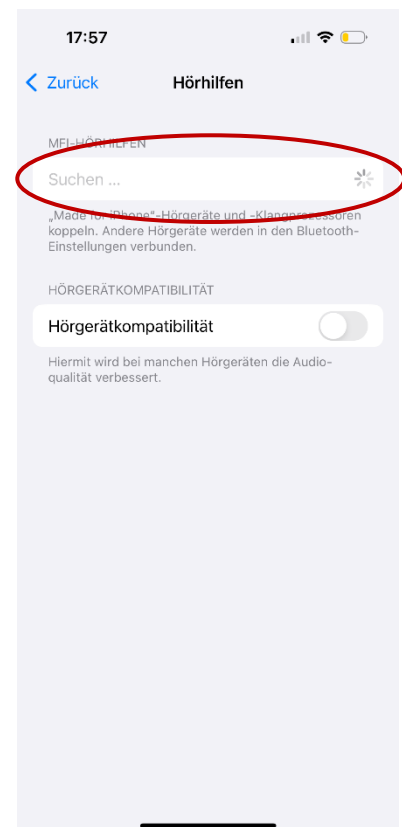 17:57
Zurück
Hörhilfen
MFI-HÖRHILFEN
Suchen ...
„Made for iPhone“-Hörgeräte und -Klangprozessoren
koppeln. Andere Hörgeräte werden in den Bluetooth-
Einstellungen verbunden.
HÖRGERÄTKOMPATIBILITÄT
Hörgerätkompatibilität
Hiermit wird bei manchen Hörgeräten die Audio-
qualität verbessert.